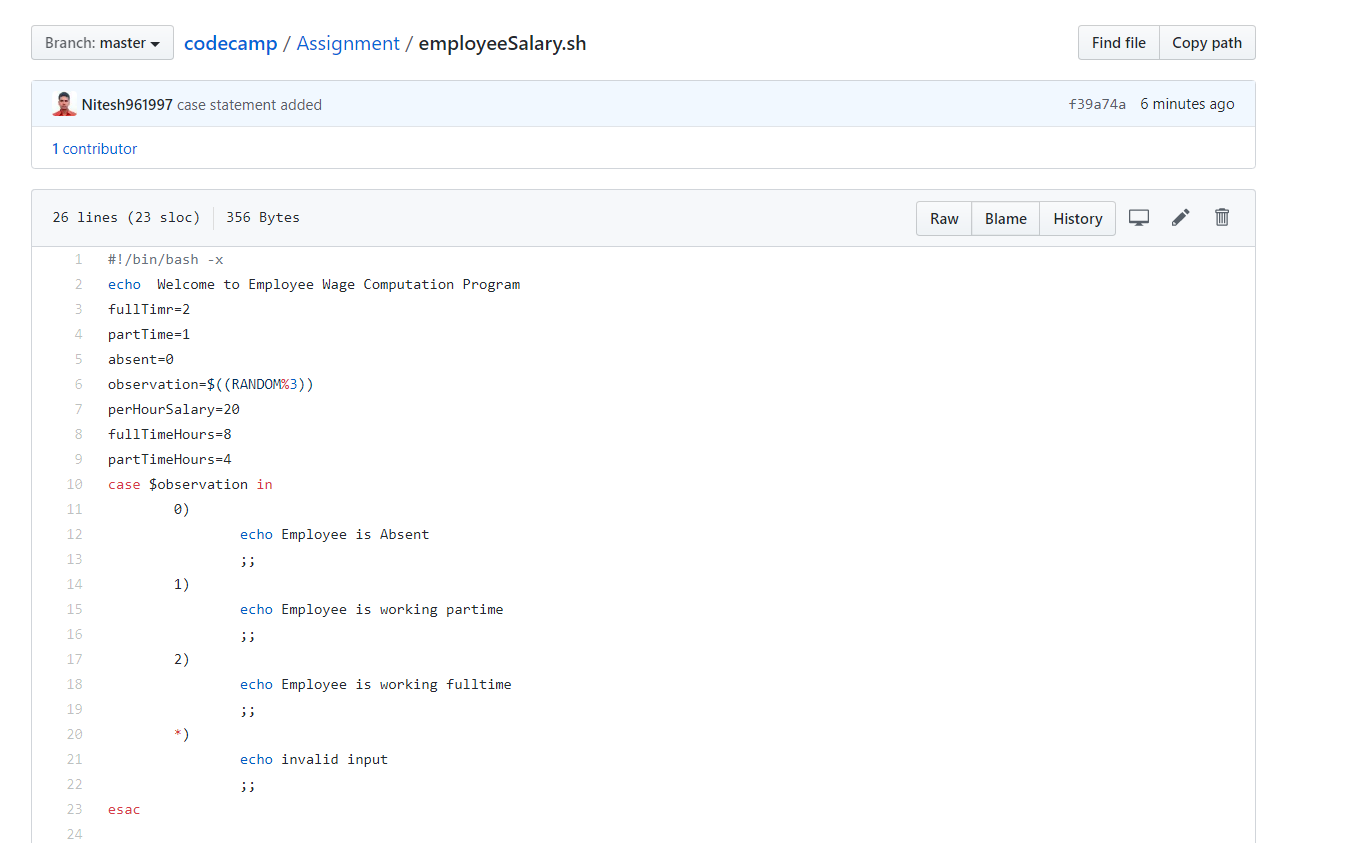 Branch: master codecamp / Assignment / employeeSalary.sh Find file Copy path
Nitesh961997 case statement added f39a74a 6 minutes ago
1 contributor
26 lines (23 sloc) 356 Bytes Raw Blame History
1 #!/bin/bash -x
2 echo  Welcome to Employee Wage Computation Program
3 fullTimr=2
4 partTime=1
5 absent=0
6 observation=$((RANDOM%3))
7 perHourSalary=20
8 fullTimeHours=8
9 partTimeHours=4
10 case $observation in
11         0)
12                 echo Employee is Absent
13                 ;;
14         1)
15                 echo Employee is working partime
16                 ;;
17         2)
18                 echo Employee is working fulltime
19                 ;;
20         *)
21                 echo invalid input
22                 ;;
23 esac
24